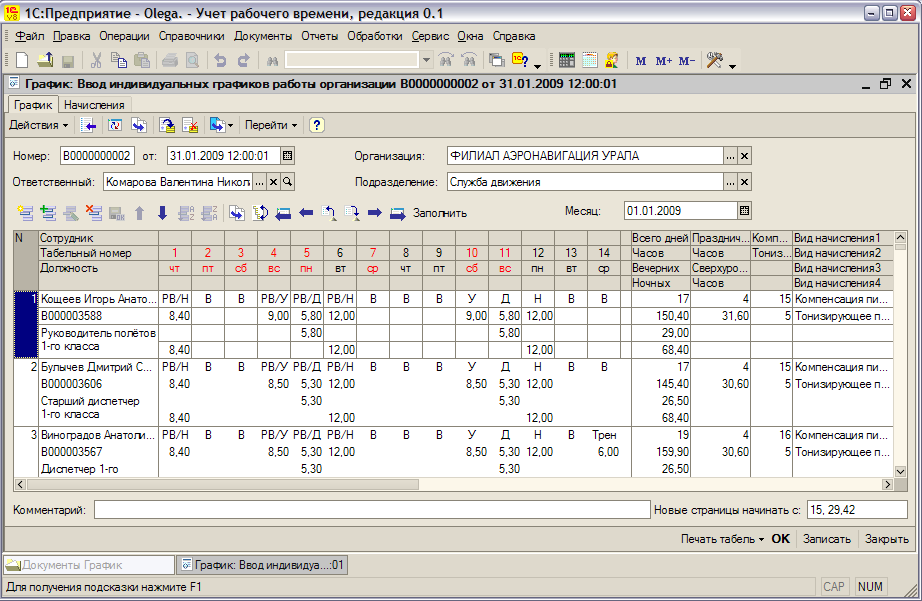 1С:Предприятие - Olega. - Учет рабочего времени, редакция 0.1
Файл Правка Операции Справочники Документы Отчеты Обработки Сервис Окна Справка
M M+ M-
График: Ввод индивидуальных графиков работы организации В0000000002 от 31.01.2009 12:00:01
График Начисления
Действия Перейти
Номер: В0000000002 от: 31.01.2009 12:00:01 Организация: ФИЛИАЛ АЭРОНАВИГАЦИЯ УРАЛА
Ответственный: Комарова Валентина Никол. Подразделение: Служба движения
Заполнить Месяц: 01.01.2009
N Сотрудник Всего дней Празднич... Комп... Вид начисления1
Табельный номер 1 2 3 4 5 6 7 8 9 10 11 12 13 14 Часов Часов Тониз... Вид начисления2
Должность чт пт сб вс пн вт ср чт пт сб вс пн вт ср Вечерних Сверхуро... Вид начисления3
Ночных Часов Вид начисления4
1 Кощеев Игорь Анато... РВ/Н В В РВ/У РВ/Д РВ/Н В В В У Д Н В В 17 4 15 Компенсация пи...
В000003588 8,40 9,00 5,80 12,00 9,00 5,80 12,00 150,40 31,60 5 Тонизирующее п...
Руководитель полётов 5,80 5,80 29,00
1-го класса 8,40 12,00 12,00 68,40
2 Булычев Дмитрий С... РВ/Н В В РВ/У РВ/Д РВ/Н В В В У Д Н В В 17 4 15 Компенсация пи...
В000003606 8,40 8,50 5,30 12,00 8,50 5,30 12,00 145,40 30,60 5 Тонизирующее п...
Старший диспетчер 5,30 5,30 26,50
1-го класса 8,40 12,00 12,00 68,40
3 Виноградов Анатоли... РВ/Н В В РВ/У РВ/Д РВ/Н В В В У Д Н В Трен 19 4 16 Компенсация пи...
В000003567 8,40 8,50 5,30 12,00 8,50 5,30 12,00 6,00 159,90 30,60 5 Тонизирующее п...
Диспетчер 1-го 5,30 5,30 26,50
Комментарий: Новые страницы начинать с: 15, 29,42
Печать табель OK Записать Закрыть
Документы График График: Ввод индивидуа...:01
Для получения подсказки нажмите F1 CAP NUM